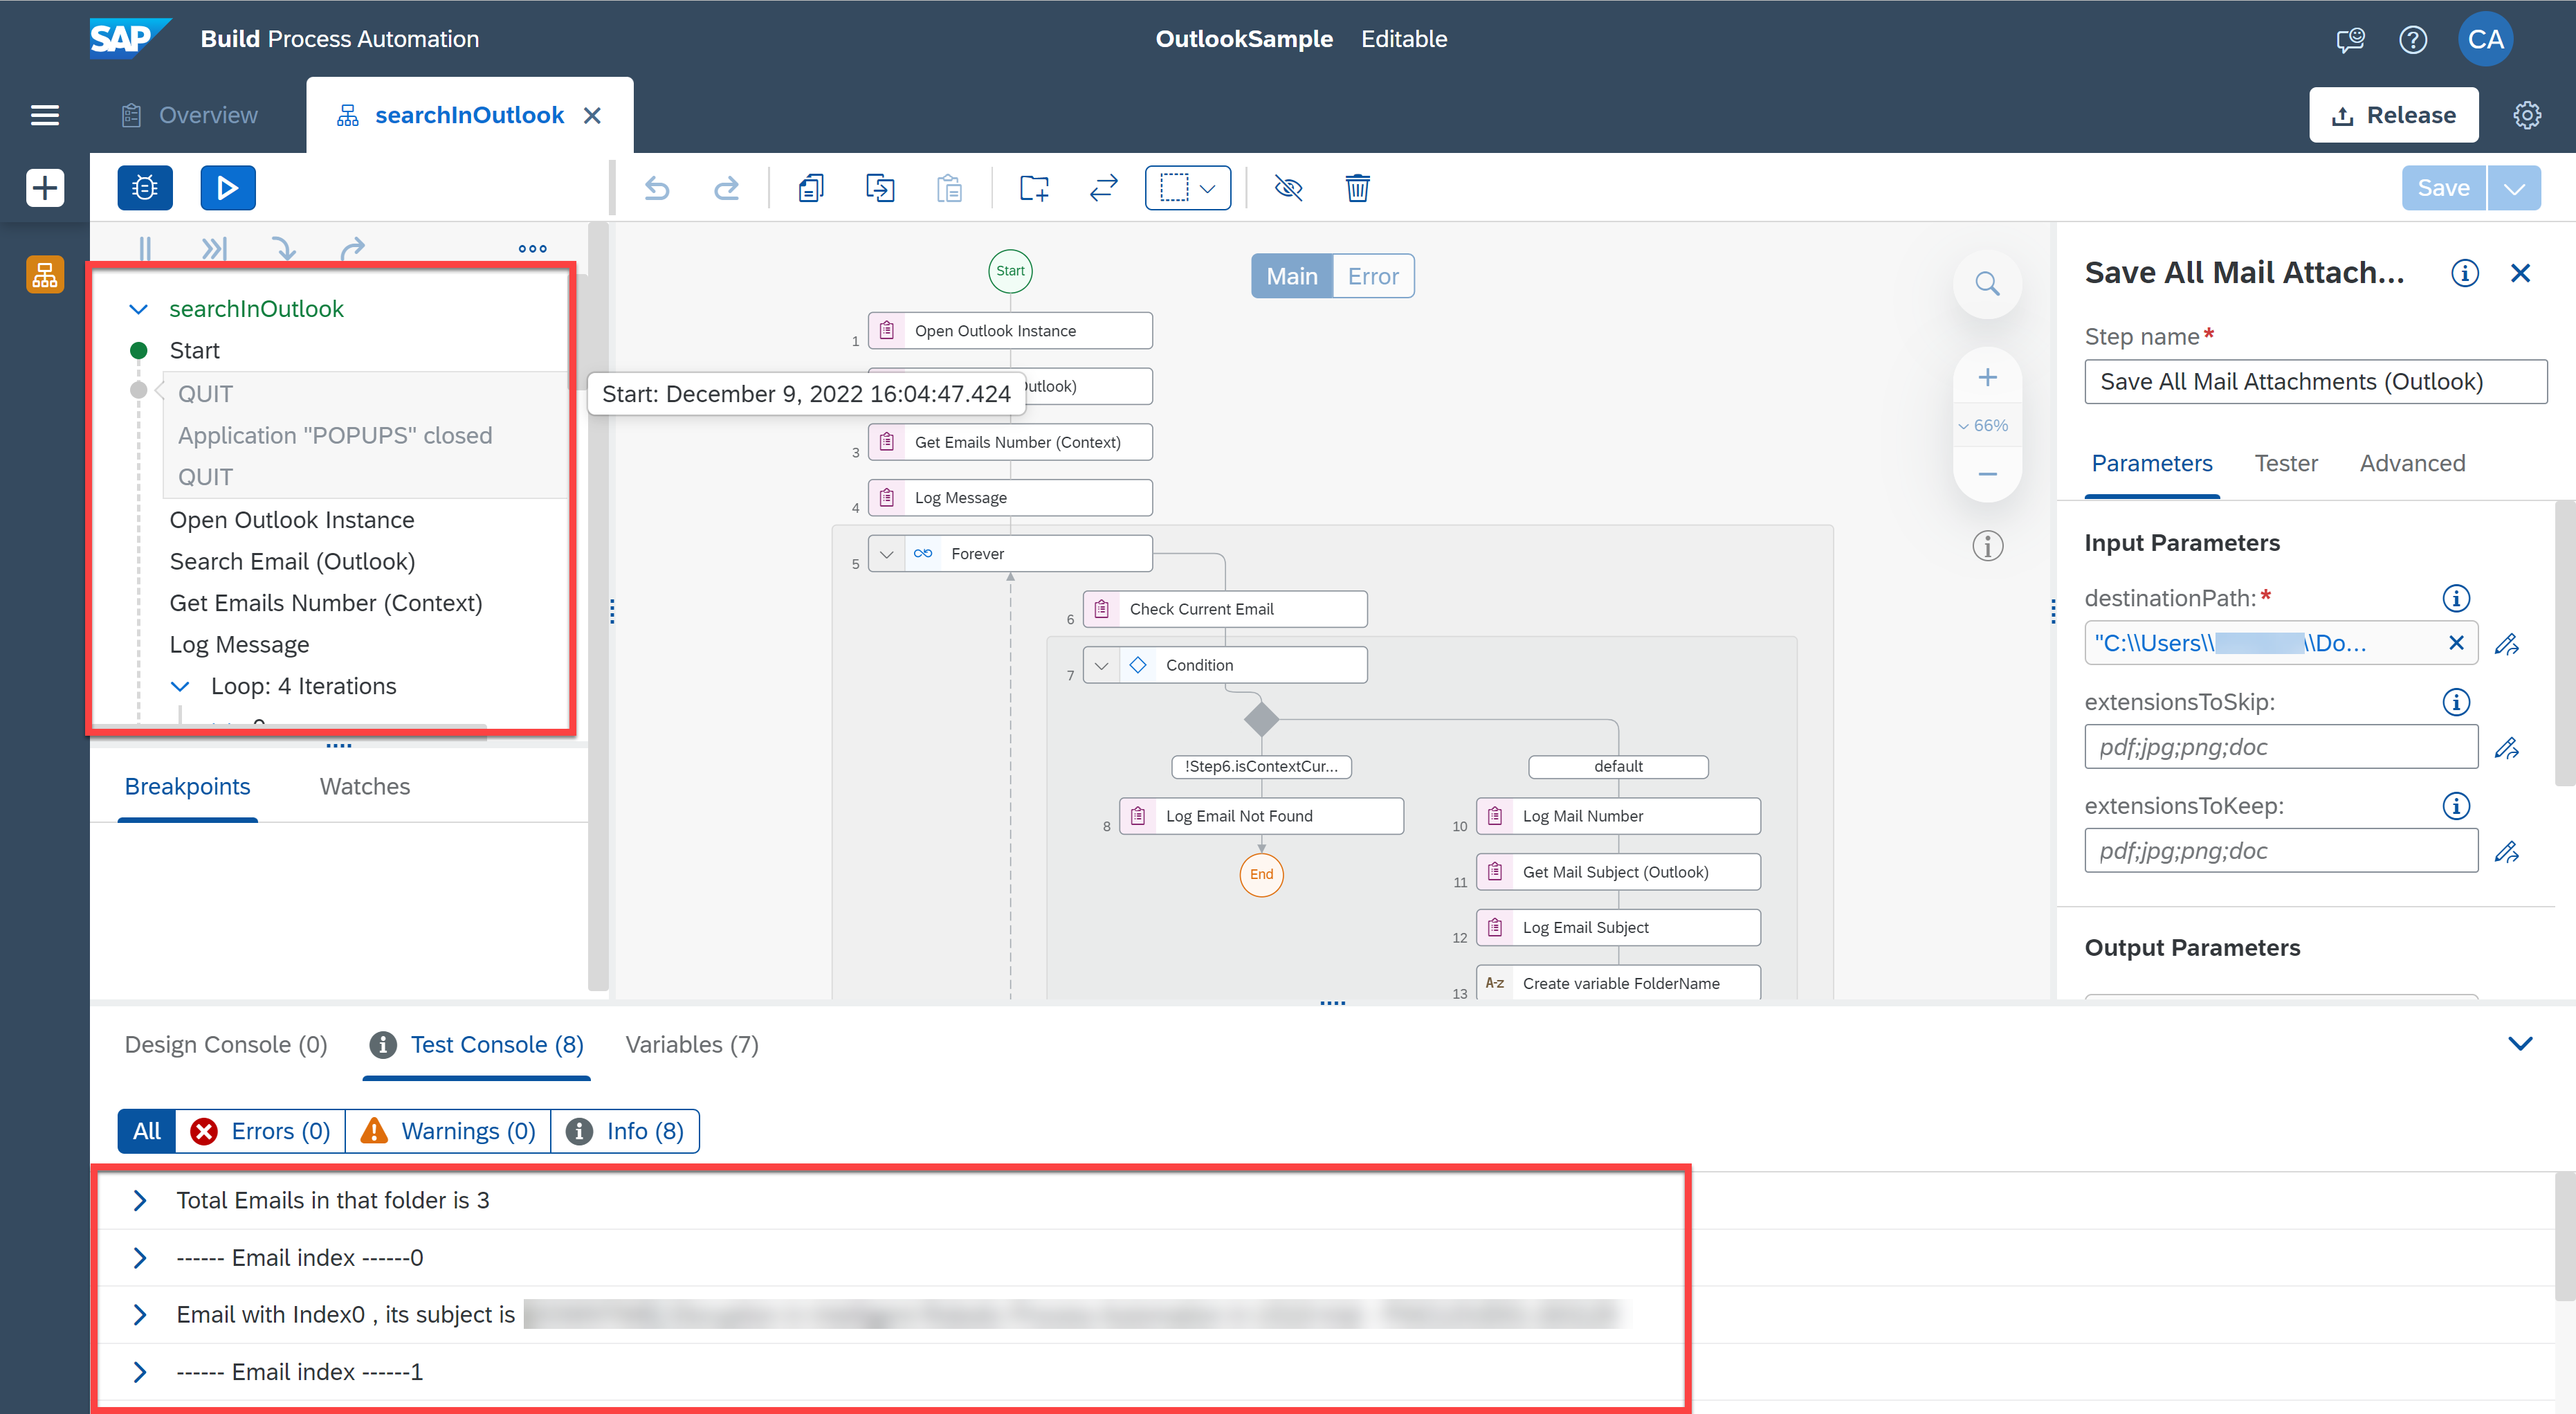 SAP Build Process Automation
OutlookSample Editable
CA
Overview
searchInOutlook
Release
Save
searchInOutlook
Start
QUIT
Application "POPUPS" closed
QUIT
Open Outlook Instance
Search Email (Outlook)
Get Emails Number (Context)
Log Message
Loop: 4 Iterations
Start: December 9, 2022 16:04:47.424
Breakpoints
Watches
Start
Main
Error
1 Open Outlook Instance
utlook)
3 Get Emails Number (Context)
4 Log Message
5 Forever
6 Check Current Email
7 Condition
!Step6.isContextCur...
default
8 Log Email Not Found
End
10 Log Mail Number
11 Get Mail Subject (Outlook)
12 Log Email Subject
13 A-z Create variable FolderName
66%
Save All Mail Attach...
Step name*
Save All Mail Attachments (Outlook)
Parameters
Tester
Advanced
Input Parameters
destinationPath:*
"C:\\Users\\ \\Do...
extensionsToSkip:
pdf;jpg;png;doc
extensionsToKeep:
pdf;jpg;png;doc
Output Parameters
Design Console (0)
Test Console (8)
Variables (7)
All
Errors (0)
Warnings (0)
Info (8)
Total Emails in that folder is 3
------ Email index ------0
Email with Index0 , its subject is
------ Email index ------1